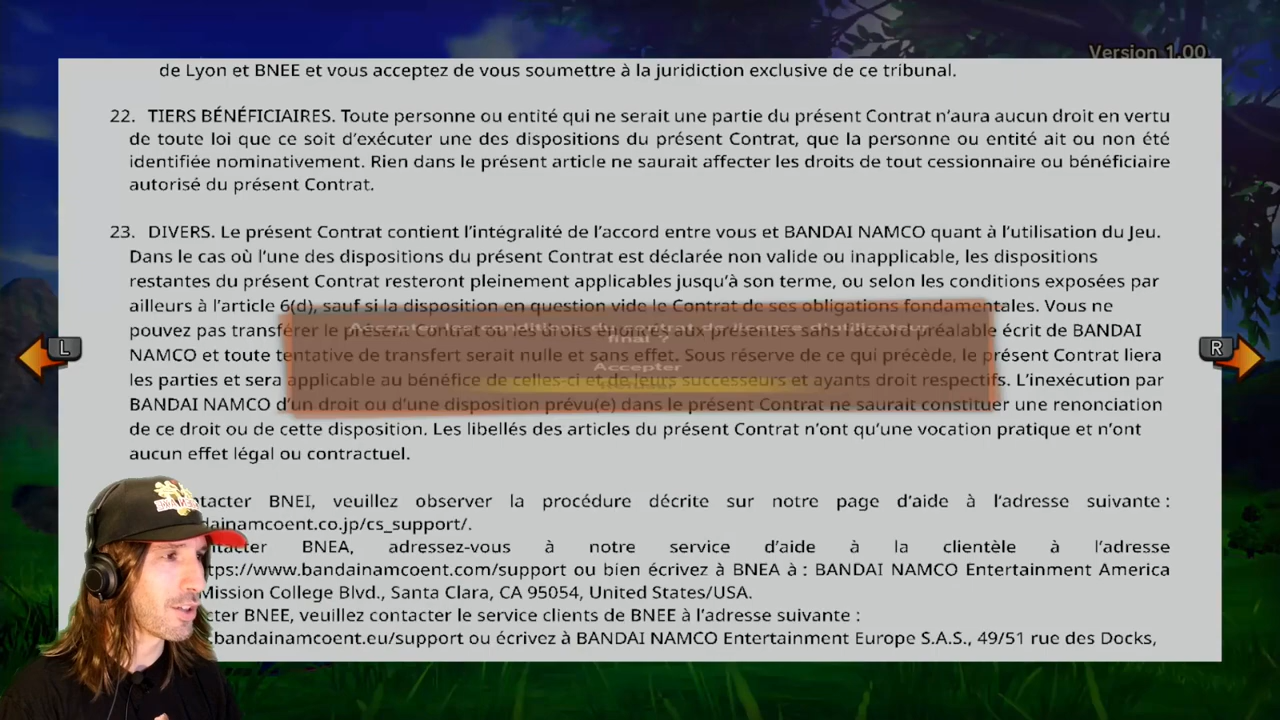 Version 1.00
de Lyon et BNEE et vous acceptez de vous soumettre à la juridiction exclusive de ce tribunal.
22. TIERS BÉNÉFICIAIRES. Toute personne ou entité qui ne serait une partie du présent Contrat n'aura aucun droit en vertu
de toute loi que ce soit d'exécuter une des dispositions du présent Contrat, que la personne ou entité ait ou non été
identifiée nominativement. Rien dans le présent article ne saurait affecter les droits de tout cessionnaire ou bénéficiaire
autorisé du présent Contrat.
23. DIVERS. Le présent Contrat contient l'intégralité de l'accord entre vous et BANDAI NAMCO quant à l'utilisation du Jeu.
Dans le cas où l'une des dispositions du présent Contrat est déclarée non valide ou inapplicable, les dispositions
restantes du présent Contrat resteront pleinement applicables jusqu'à son terme, ou selon les conditions exposées par
ailleurs à l'article 6(d), sauf si la disposition en question vide le Contrat de ses obligations fondamentales. Vous ne
pouvez pas transférer le présent Contrat ou les droits accordés aux présentes sans l'accord préalable écrit de BANDAI
Accepter les conditions du contrat de licence d'utilisateur
final ?
L
R
NAMCO et toute tentative de transfert serait nulle et sans effet. Sous réserve de ce qui précède, le présent Contrat liera
Accepter
les parties et sera applicable au bénéfice de celles-ci et de leurs successeurs et ayants droit respectifs. L'inexécution par
BANDAI NAMCO d'un droit ou d'une disposition prévu(e) dans le présent Contrat ne saurait constituer une renonciation
de ce droit ou de cette disposition. Les libellés des articles du présent Contrat n'ont qu'une vocation pratique et n'ont
aucun effet légal ou contractuel.
ntacter BNEI, veuillez observer la procédure décrite sur notre page d'aide à l'adresse suivante :
dainamcoent.co.jp/cs_support/.
ntacter BNEA, adressez-vous à notre service d'aide à la clientèle à l'adresse
ttps://www.bandainamcoent.com/support ou bien écrivez à BNEA à : BANDAI NAMCO Entertainment America
Mission College Blvd., Santa Clara, CA 95054, United States/USA.
cter BNEE, veuillez contacter le service clients de BNEE à l'adresse suivante :
.bandainamcoent.eu/support ou écrivez à BANDAI NAMCO Entertainment Europe S.A.S., 49/51 rue des Docks,